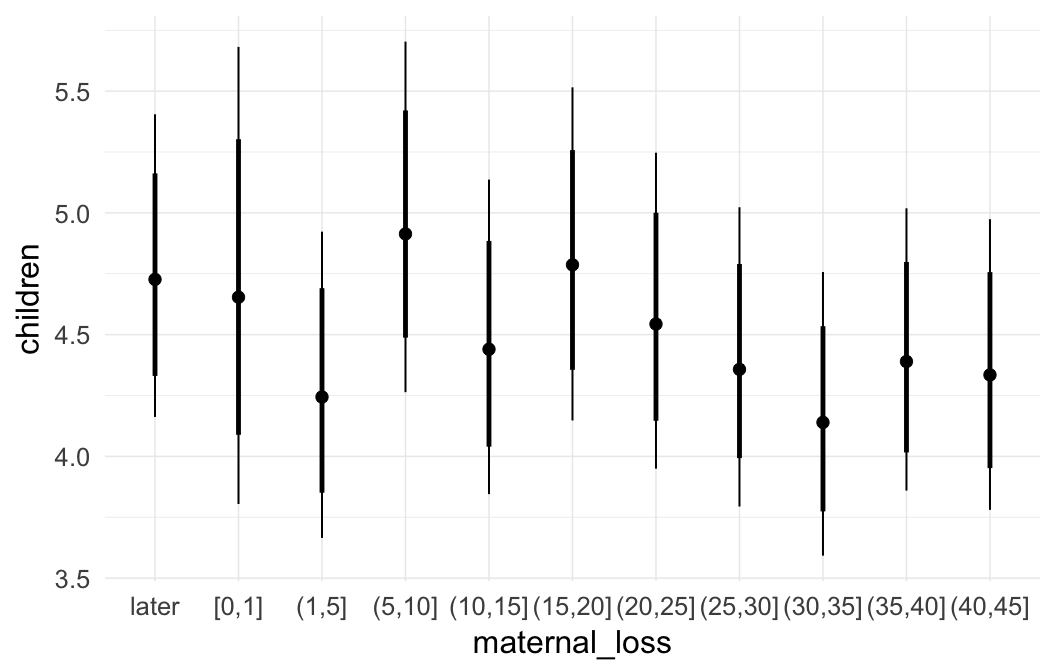 children
5.5
5.0
4.5
4.0
3.5
later [0,1] (1,5] (5,10] (10,15] (15,20] (20,25] (25,30] (30,35] (35,40] (40,45]
maternal_loss